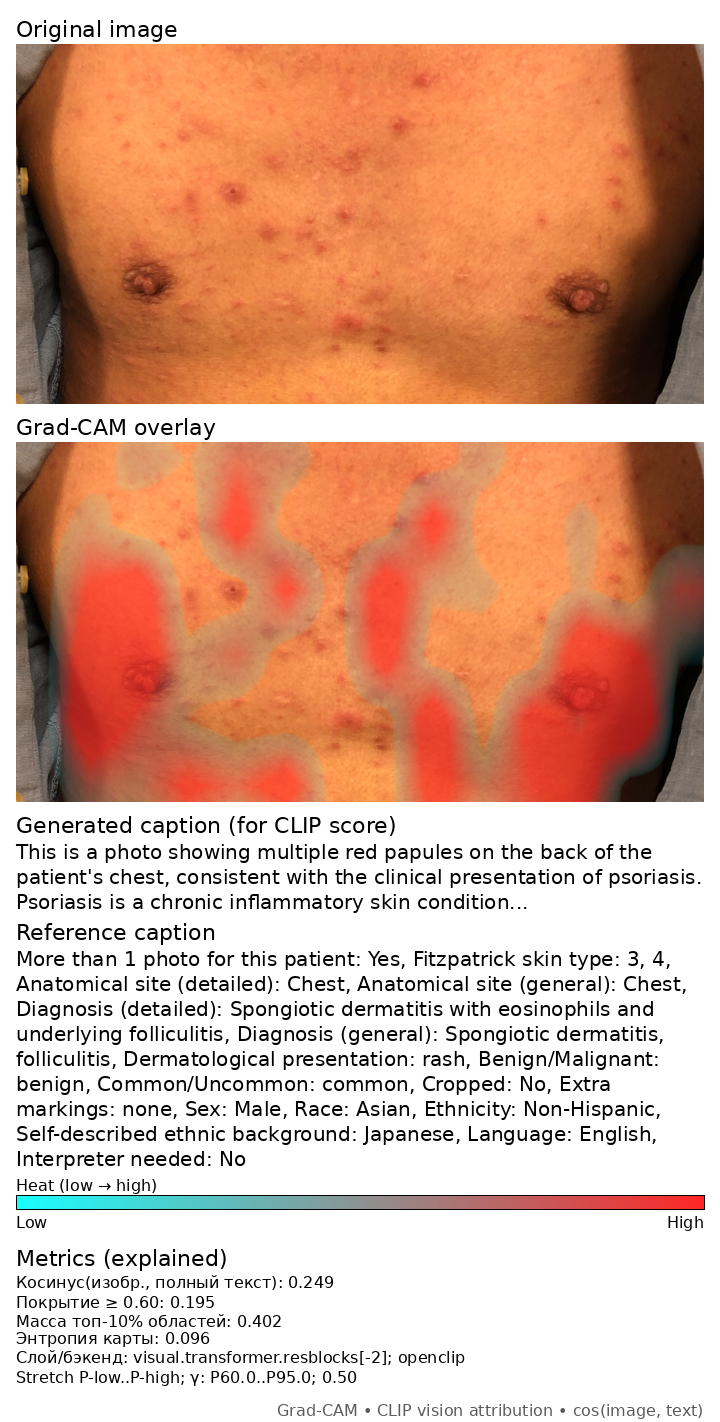 Original image
Grad-CAM overlay
Generated caption (for CLIP score)
This is a photo showing multiple red papules on the back of the
patient's chest, consistent with the clinical presentation of psoriasis.
Psoriasis is a chronic inflammatory skin condition...
Reference caption
More than 1 photo for this patient: Yes, Fitzpatrick skin type: 3, 4,
Anatomical site (detailed): Chest, Anatomical site (general): Chest,
Diagnosis (detailed): Spongiotic dermatitis with eosinophils and
underlying folliculitis, Diagnosis (general): Spongiotic dermatitis,
folliculitis, Dermatological presentation: rash, Benign/Malignant:
benign, Common/Uncommon: common, Cropped: No, Extra
markings: none, Sex: Male, Race: Asian, Ethnicity: Non-Hispanic,
Self-described ethnic background: Japanese, Language: English,
Interpreter needed: No
Heat (low → high)
Low High
Metrics (explained)
Косинус(изобр., полный текст): 0.249
Покрытие ≥ 0.60: 0.195
Масса топ-10% областей: 0.402
Энтропия карты: 0.096
Слой/бэкенд: visual.transformer.resblocks[-2]; openclip
Stretch P-low..P-high; γ: P60.0..P95.0; 0.50
Grad-CAM • CLIP vision attribution • cos(image, text)